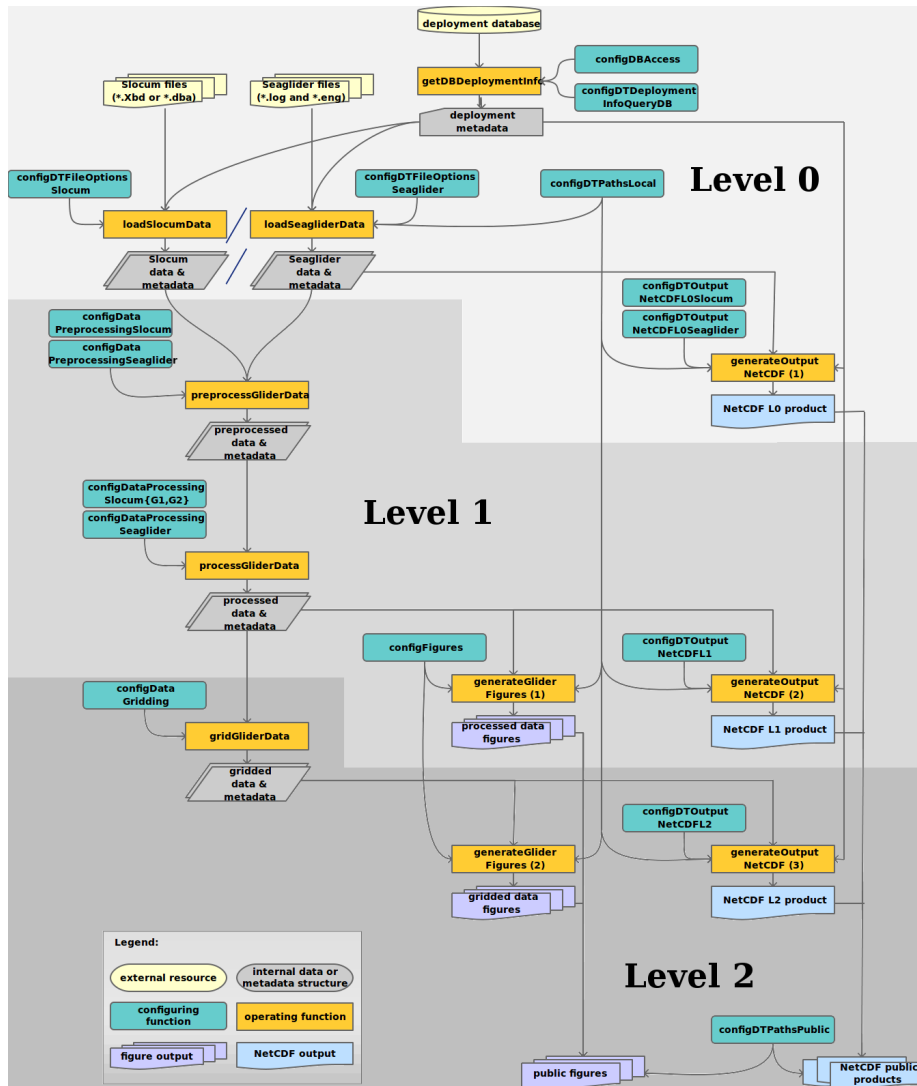 deployment database
configDBAccess
getDBDeploymentInfo
configDTDeployment
InfoQueryDB
Slocum files
(*.Xbd or *.dba)
Seaglider files
(*.log and *.eng)
deployment
metadata
Level 0
configDTFileOptions
Slocum
configDTFileOptions
Seaglider
configDTPathsLocal
loadSlocumData
loadSeagliderData
Slocum
data &
metadata
Seaglider
data &
metadata
configDTOutput
NetCDFL0Slocum
configDTOutput
NetCDFL0Seaglider
configData
PreprocessingSlocum
configData
PreprocessingSeaglider
generateOutput
NetCDF (1)
preprocessGliderData
NetCDF L0 product
preprocessed
data &
metadata
Level 1
configDataProcessing
Slocum{G1,G2}
configDataProcessing
Seaglider
processGliderData
processed
data &
metadata
configFigures
configDTOutput
NetCDFL1
configData
Gridding
generateGlider
Figures (1)
generateOutput
NetCDF (2)
processed data
figures
NetCDF L1 product
gridGliderData
gridded
data &
metadata
configDTOutput
NetCDFL2
generateGlider
Figures (2)
generateOutput
NetCDF (3)
gridded data
figures
NetCDF L2 product
Level 2
Legend:
external resource
internal data or
metadata structure
configuring
function
operating function
figure output
NetCDF output
configDTPathsPublic
public figures
NetCDF public
products